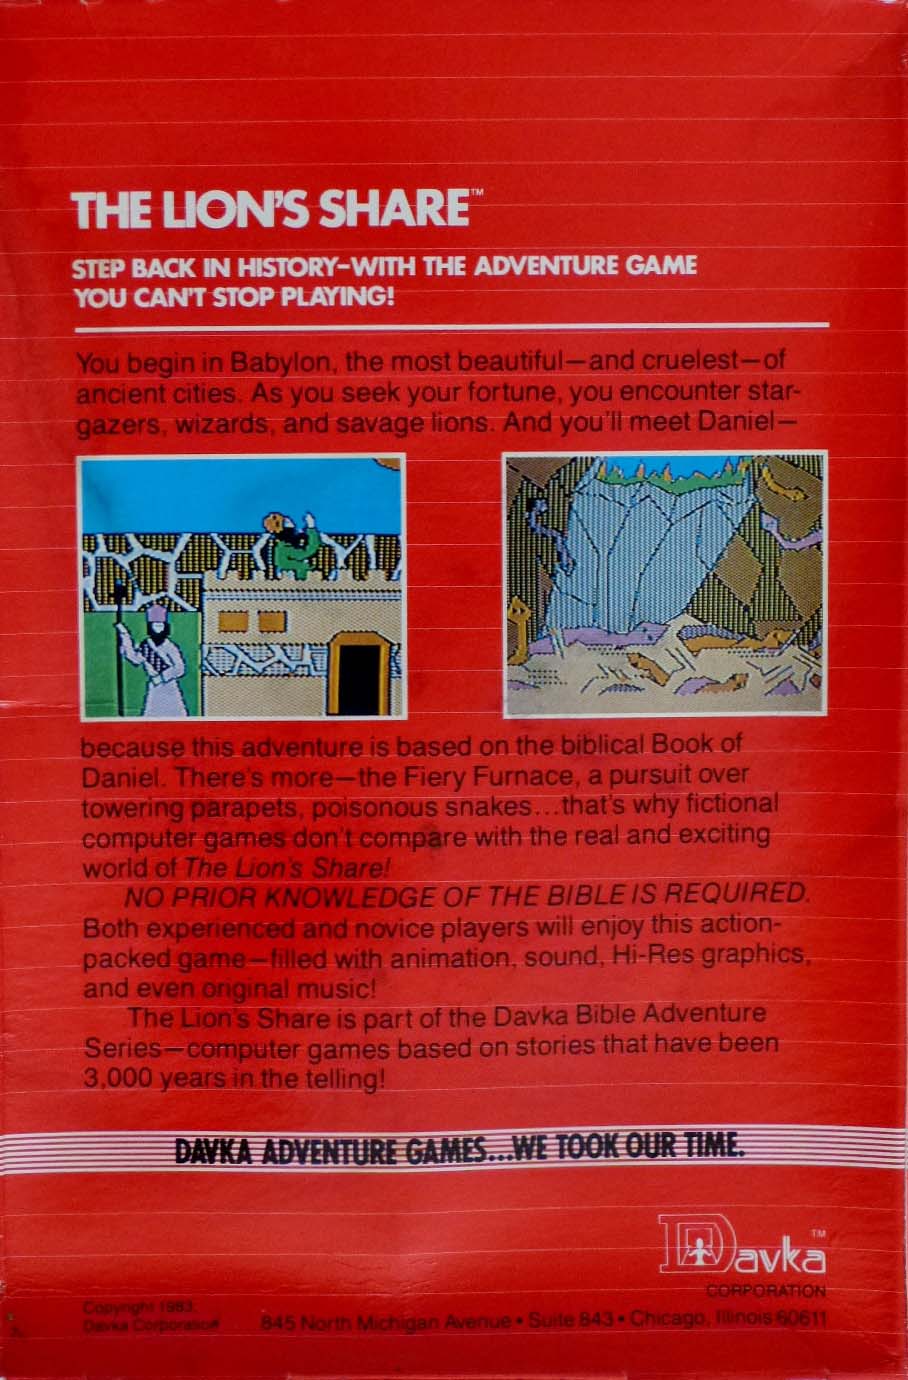 THE LION'S SHARE™
STEP BACK IN HISTORY–WITH THE ADVENTURE GAME
YOU CAN'T STOP PLAYING!
You begin in Babylon, the most beautiful—and cruelest—of
ancient cities. As you seek your fortune, you encounter star-
gazers, wizards, and savage lions. And you'll meet Daniel—
because this adventure is based on the biblical Book of
Daniel. There's more—the Fiery Furnace, a pursuit over
towering parapets, poisonous snakes...that's why fictional
computer games don't compare with the real and exciting
world of The Lion's Share!
NO PRIOR KNOWLEDGE OF THE BIBLE IS REQUIRED.
Both experienced and novice players will enjoy this action-
packed game—filled with animation, sound, Hi-Res graphics,
and even original music!
The Lion's Share is part of the Davka Bible Adventure
Series—computer games based on stories that have been
3,000 years in the telling!
DAVKA ADVENTURE GAMES...WE TOOK OUR TIME.
Davka™
CORPORATION
Copyright 1983,
Davka Corporation
845 North Michigan Avenue • Suite 843 • Chicago, Illinois 60611